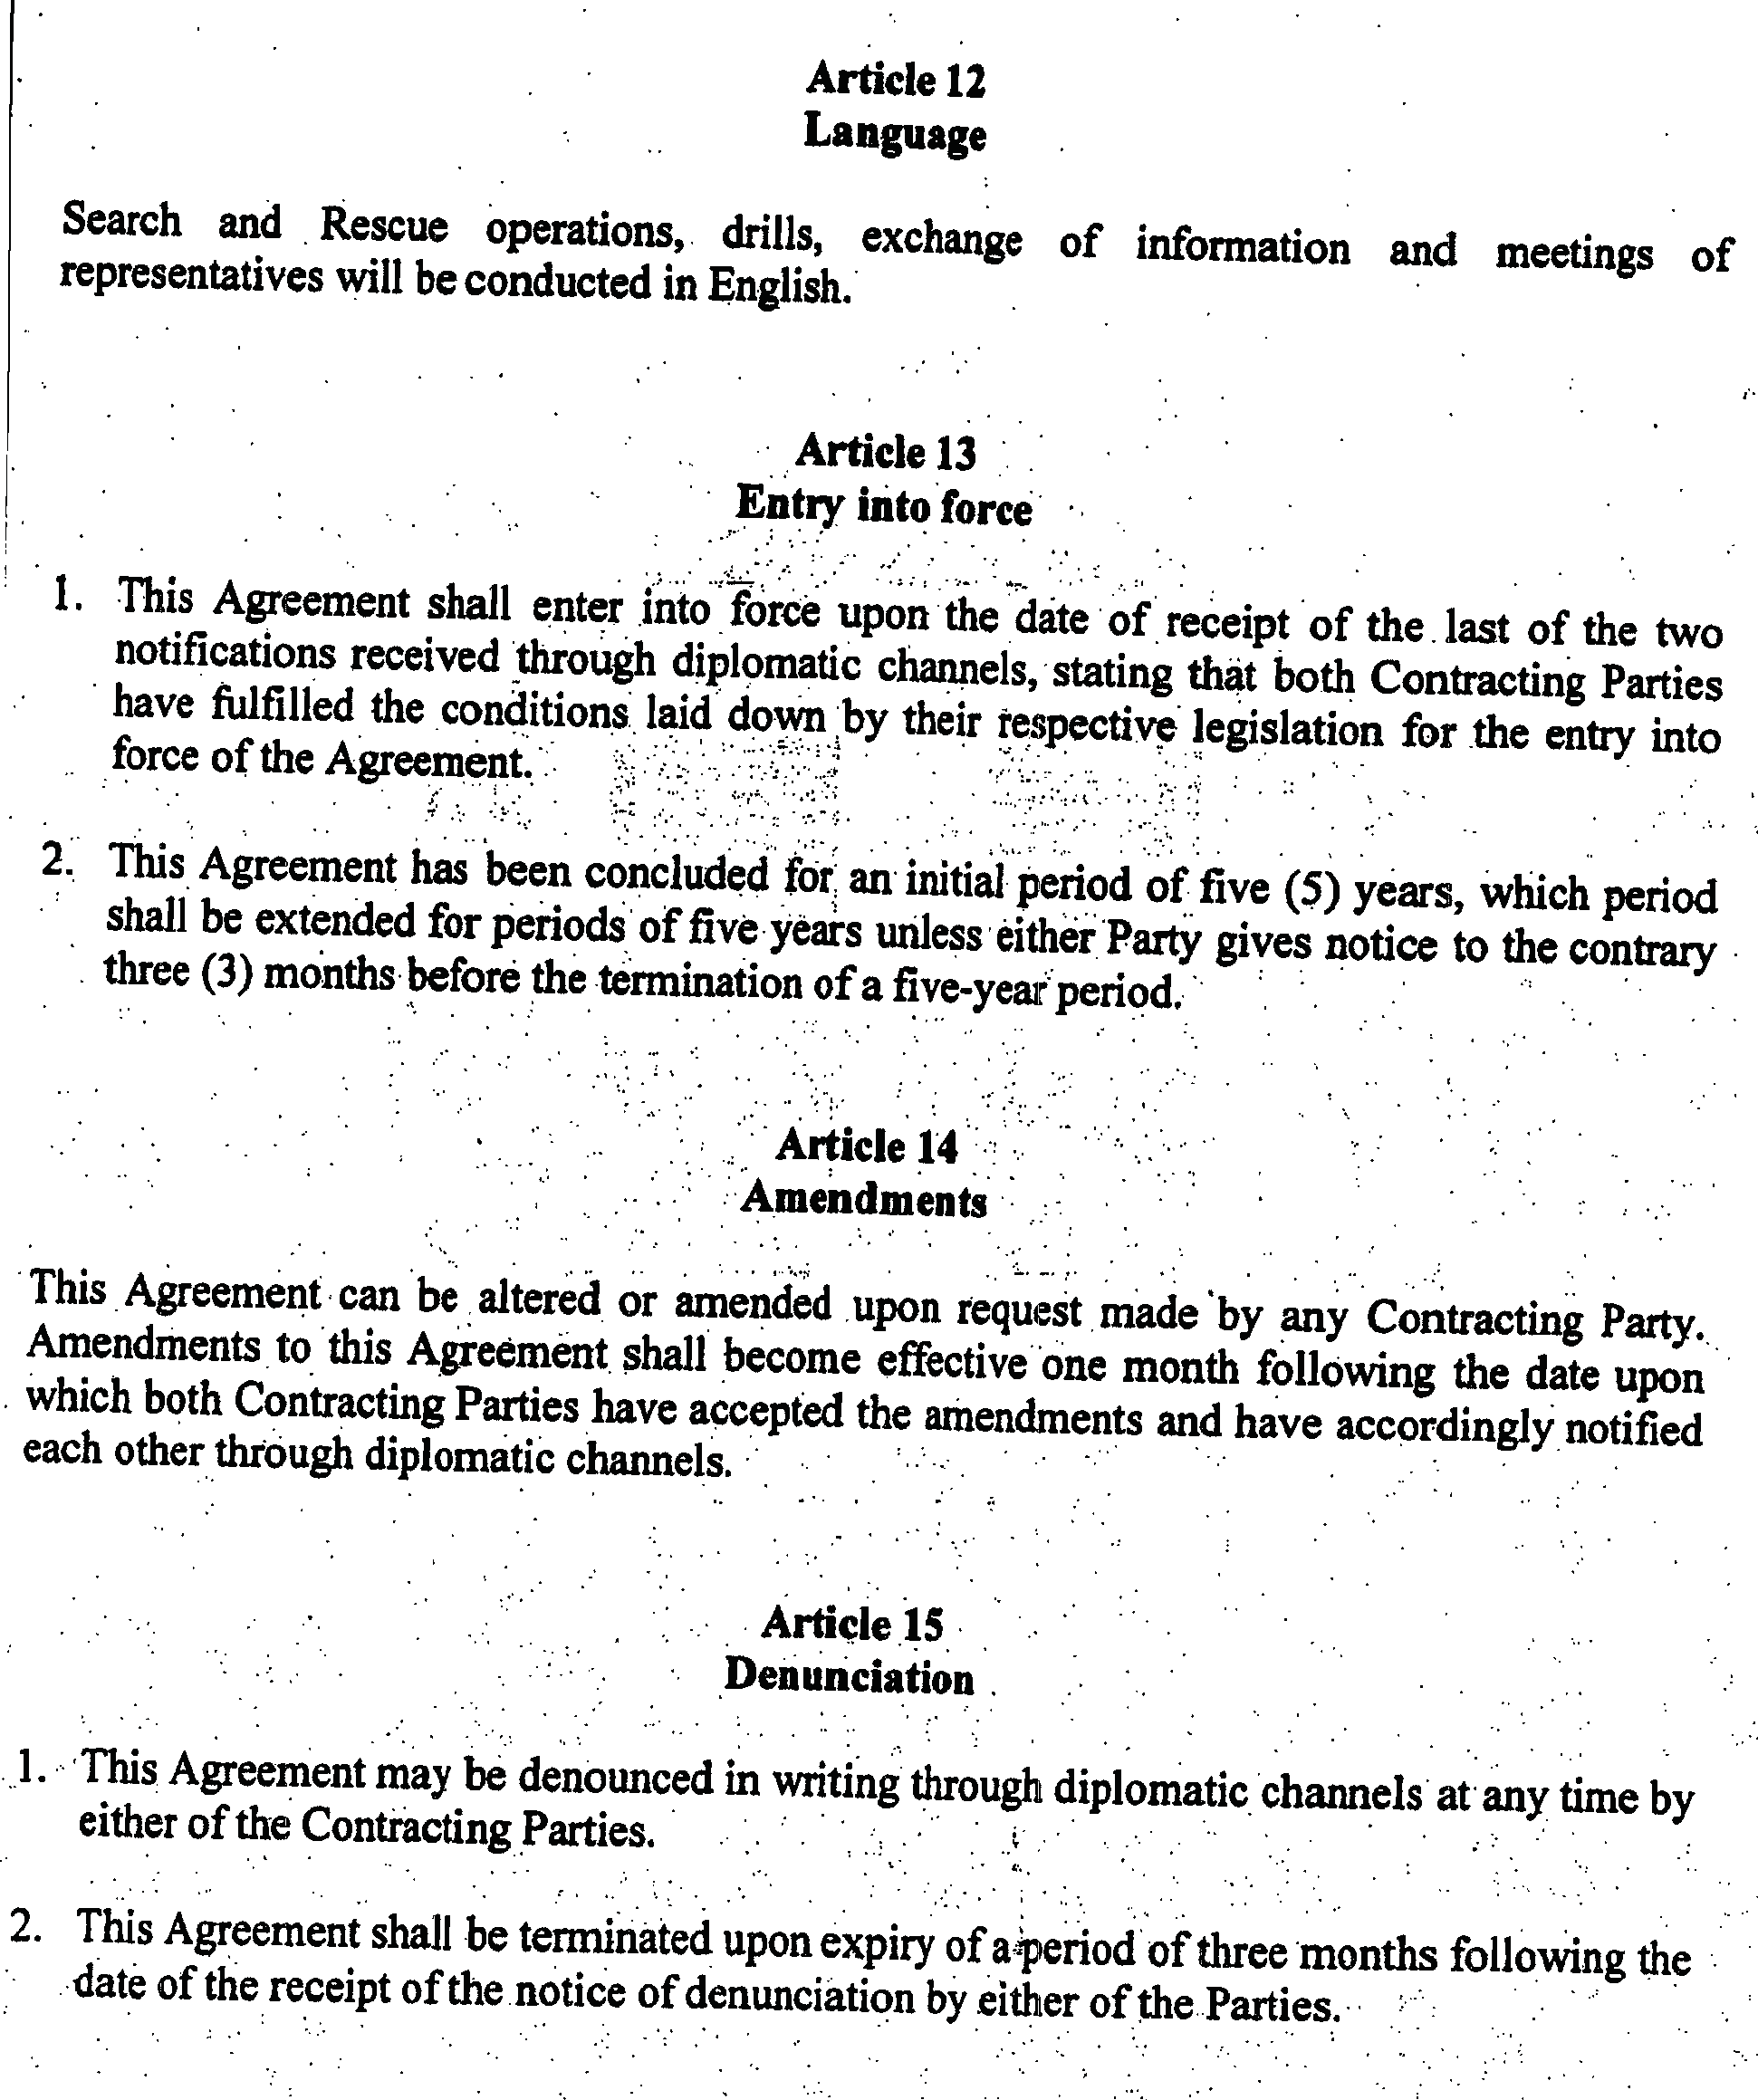 Article 12
Language
Search and Rescue operations, drills, exchange of information and meetings of
representatives will be conducted in English.
Article 13
Entry into force
1. This Agreement shall enter into force upon the date of receipt of the last of the two
notifications received through diplomatic channels, stating that both Contracting Parties
have fulfilled the conditions laid down by their respective legislation for the entry into
force of the Agreement.
2. This Agreement has been concluded for an initial period of five (5) years, which period
shall be extended for periods of five years unless either Party gives notice to the contrary
three (3) months before the termination of a five-year period.
Article 14
Amendments
This Agreement can be altered or amended upon request made by any Contracting Party.
Amendments to this Agreement shall become effective one month following the date upon
which both Contracting Parties have accepted the amendments and have accordingly notified
each other through diplomatic channels.
Article 15
Denunciation
1. This Agreement may be denounced in writing through diplomatic channels at any time by
either of the Contracting Parties.
2. This Agreement shall be terminated upon expiry of a period of three months following the
date of the receipt of the notice of denunciation by either of the Parties.